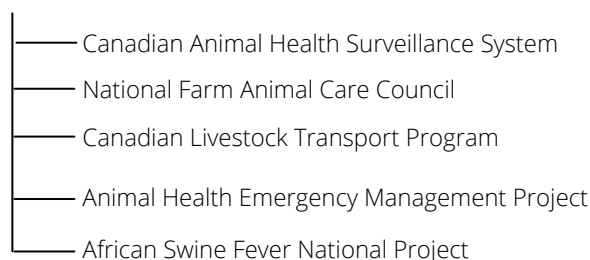 Canadian Animal Health Surveillance System
National Farm Animal Care Council
Canadian Livestock Transport Program
Animal Health Emergency Management Project
African Swine Fever National Project